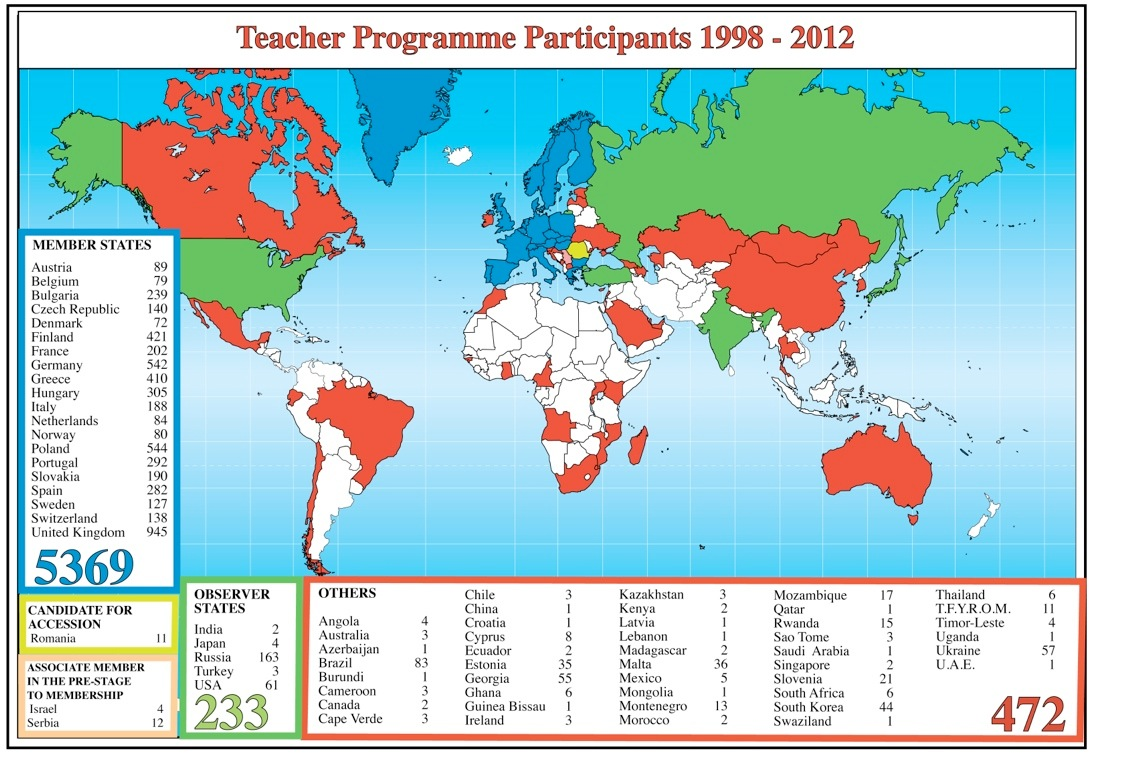 Teacher Programme Participants 1998 - 2012
MEMBER STATES
Austria 89
Belgium 79
Bulgaria 239
Czech Republic 140
Denmark 72
Finland 421
France 202
Germany 542
Greece 410
Hungary 305
Italy 188
Netherlands 84
Norway 80
Poland 544
Portugal 292
Slovakia 190
Spain 282
Sweden 127
Switzerland 138
United Kingdom 945
5369
CANDIDATE FOR
ACCESSION
Romania 11
ASSOCIATE MEMBER
IN THE PRE-STAGE
TO MEMBERSHIP
Israel 4
Serbia 12
OBSERVER
STATES
India 2
Japan 4
Russia 163
Turkey 3
USA 61
233
OTHERS
Angola 4
Australia 3
Azerbaijan 1
Brazil 83
Burundi 1
Cameroon 3
Canada 2
Cape Verde 3
Chile 3
China 1
Croatia 1
Cyprus 8
Ecuador 2
Estonia 35
Georgia 55
Ghana 6
Guinea Bissau 1
Ireland 3
Kazakhstan 3
Kenya 2
Latvia 1
Lebanon 1
Madagascar 2
Malta 36
Mexico 5
Mongolia 1
Montenegro 13
Morocco 2
Mozambique 17
Qatar 1
Rwanda 15
Sao Tome 3
Saudi Arabia 1
Singapore 2
Slovenia 21
South Africa 6
South Korea 44
Swaziland 1
Thailand 6
T.F.Y.R.O.M. 11
Timor-Leste 4
Uganda 1
Ukraine 57
U.A.E. 1
472